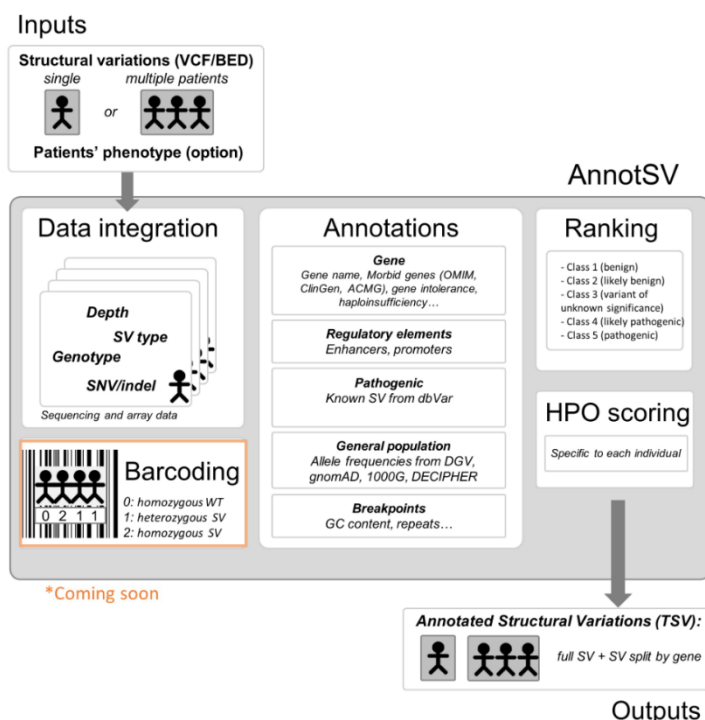 Inputs
Structural variations (VCF/BED)
single multiple patients
or
Patients' phenotype (option)
AnnotSV
Data integration
Depth
SV type
Genotype
SNV/indel
Sequencing and array data
Barcoding
0 2 1 1
0: homozygous WT
1: heterozygous SV
2: homozygous SV
*Coming soon
Annotations
Gene
Gene name, Morbid genes (OMIM,
ClinGen, ACMG), gene intolerance,
haploinsufficiency...
Regulatory elements
Enhancers, promoters
Pathogenic
Known SV from dbVar
General population
Allele frequencies from DGV,
gnomAD, 1000G, DECIPHER
Breakpoints
GC content, repeats...
Ranking
- Class 1 (benign)
- Class 2 (likely benign)
- Class 3 (variant of
unknown significance)
- Class 4 (likely pathogenic)
- Class 5 (pathogenic)
HPO scoring
Specific to each individual
Annotated Structural Variations (TSV):
full SV + SV split by gene
Outputs